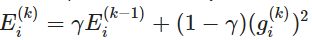 $E_i^{(k)} = \gamma E_i^{(k-1)} + (1 - \gamma)(g_i^{(k)})^2$